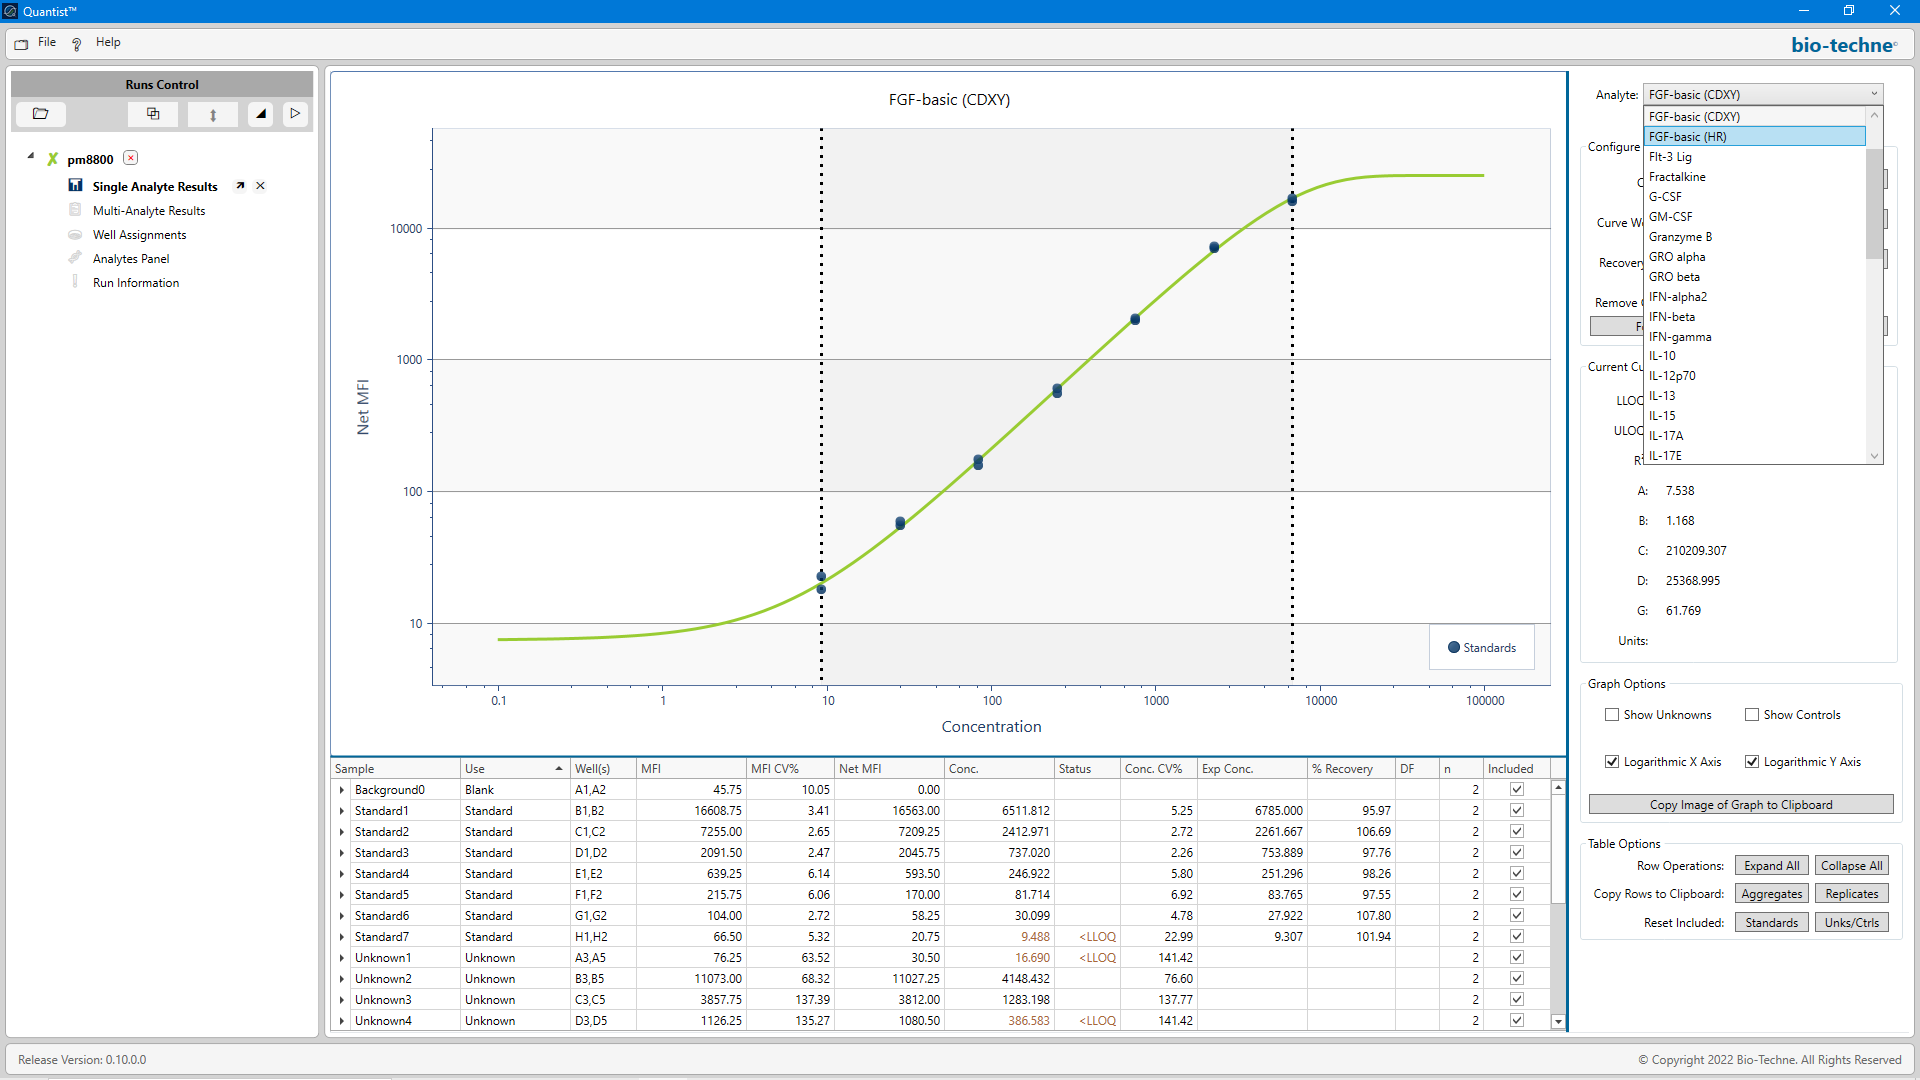 Quantist™
File Help
bio-techne
Runs Control
pm8800
Single Analyte Results
Multi-Analyte Results
Well Assignments
Analytes Panel
Run Information
FGF-basic (CDXY)
Net MFI
10000
1000
100
10
0.1 1 10 100 1000 10000 100000
Concentration
Standards
Analyte: FGF-basic (CDXY)
FGF-basic (CDXY)
FGF-basic (HR)
Flt-3 Lig
Fractalkine
G-CSF
GM-CSF
Granzyme B
GRO alpha
GRO beta
IFN-alpha2
IFN-beta
IFN-gamma
IL-10
IL-12p70
IL-13
IL-15
IL-17A
IL-17E
Configure
Curve W
Recovery
Remove
Current Cu
LLOQ
ULOQ
A: 7.538
B: 1.168
C: 210209.307
D: 25368.995
G: 61.769
Units:
Graph Options
Show Unknowns Show Controls
Logarithmic X Axis Logarithmic Y Axis
Copy Image of Graph to Clipboard
Table Options
Row Operations: Expand All Collapse All
Copy Rows to Clipboard: Aggregates Replicates
Reset Included: Standards Unks/Ctrls
Sample Use Well(s) MFI MFI CV% Net MFI Conc. Status Conc. CV% Exp Conc. % Recovery DF n Included
Background0 Blank A1,A2 45.75 10.05 0.00 2
Standard1 Standard B1,B2 16608.75 3.41 16563.00 6511.812 5.25 6785.000 95.97 2
Standard2 Standard C1,C2 7255.00 2.65 7209.25 2412.971 2.72 2261.667 106.69 2
Standard3 Standard D1,D2 2091.50 2.47 2045.75 737.020 2.26 753.889 97.76 2
Standard4 Standard E1,E2 639.25 6.14 593.50 246.922 5.80 251.296 98.26 2
Standard5 Standard F1,F2 215.75 6.06 170.00 81.714 6.92 83.765 97.55 2
Standard6 Standard G1,G2 104.00 2.72 58.25 30.099 4.78 27.922 107.80 2
Standard7 Standard H1,H2 66.50 5.32 20.75 9.488 <LLOQ 22.99 9.307 101.94 2
Unknown1 Unknown A3,A5 76.25 63.52 30.50 16.690 <LLOQ 141.42 2
Unknown2 Unknown B3,B5 11073.00 68.32 11027.25 4148.432 76.60 2
Unknown3 Unknown C3,C5 3857.75 137.39 3812.00 1283.198 137.77 2
Unknown4 Unknown D3,D5 1126.25 135.27 1080.50 386.583 <LLOQ 141.42 2
Release Version: 0.10.0.0
© Copyright 2022 Bio-Techne. All Rights Reserved